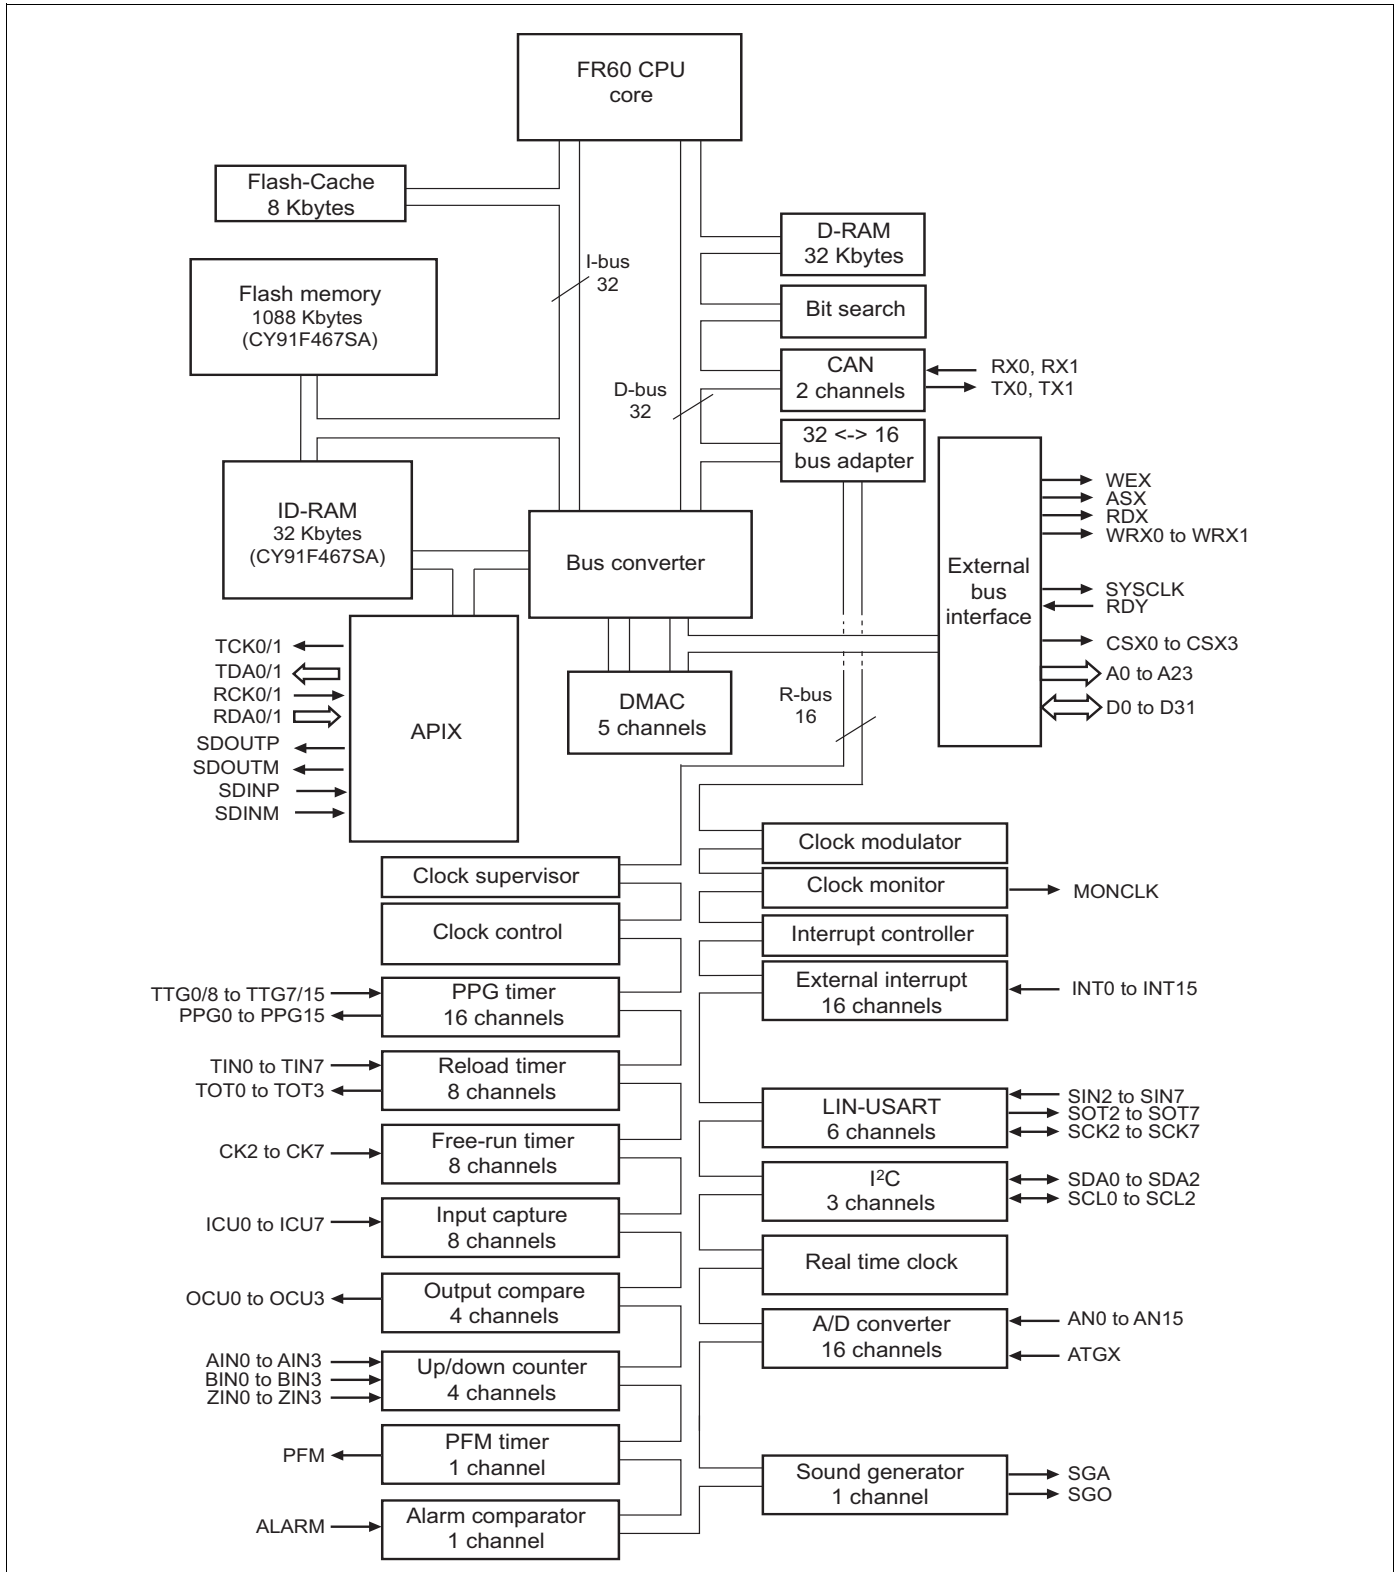 FR60 CPU
core
Flash-Cache
8 Kbytes
D-RAM
32 Kbytes
I-bus
32
Flash memory
1088 Kbytes
(CY91F467SA)
Bit search
CAN
2 channels
RX0, RX1
TX0, TX1
D-bus
32
32 <-> 16
bus adapter
ID-RAM
32 Kbytes
(CY91F467SA)
Bus converter
External
bus
interface
WEX
ASX
RDX
WRX0 to WRX1
SYSCLK
RDY
CSX0 to CSX3
A0 to A23
D0 to D31
TCK0/1
TDA0/1
RCK0/1
RDA0/1
SDOUTP
SDOUTM
SDINP
SDINM
APIX
DMAC
5 channels
R-bus
16
Clock modulator
Clock supervisor
Clock monitor
MONCLK
Clock control
Interrupt controller
TTG0/8 to TTG7/15
PPG0 to PPG15
PPG timer
16 channels
External interrupt
16 channels
INT0 to INT15
TIN0 to TIN7
TOT0 to TOT3
Reload timer
8 channels
LIN-USART
6 channels
SIN2 to SIN7
SOT2 to SOT7
SCK2 to SCK7
CK2 to CK7
Free-run timer
8 channels
I²C
3 channels
SDA0 to SDA2
SCL0 to SCL2
ICU0 to ICU7
Input capture
8 channels
Real time clock
OCU0 to OCU3
Output compare
4 channels
A/D converter
16 channels
AN0 to AN15
ATGX
AIN0 to AIN3
BIN0 to BIN3
ZIN0 to ZIN3
Up/down counter
4 channels
PFM
PFM timer
1 channel
Sound generator
1 channel
SGA
SGO
ALARM
Alarm comparator
1 channel